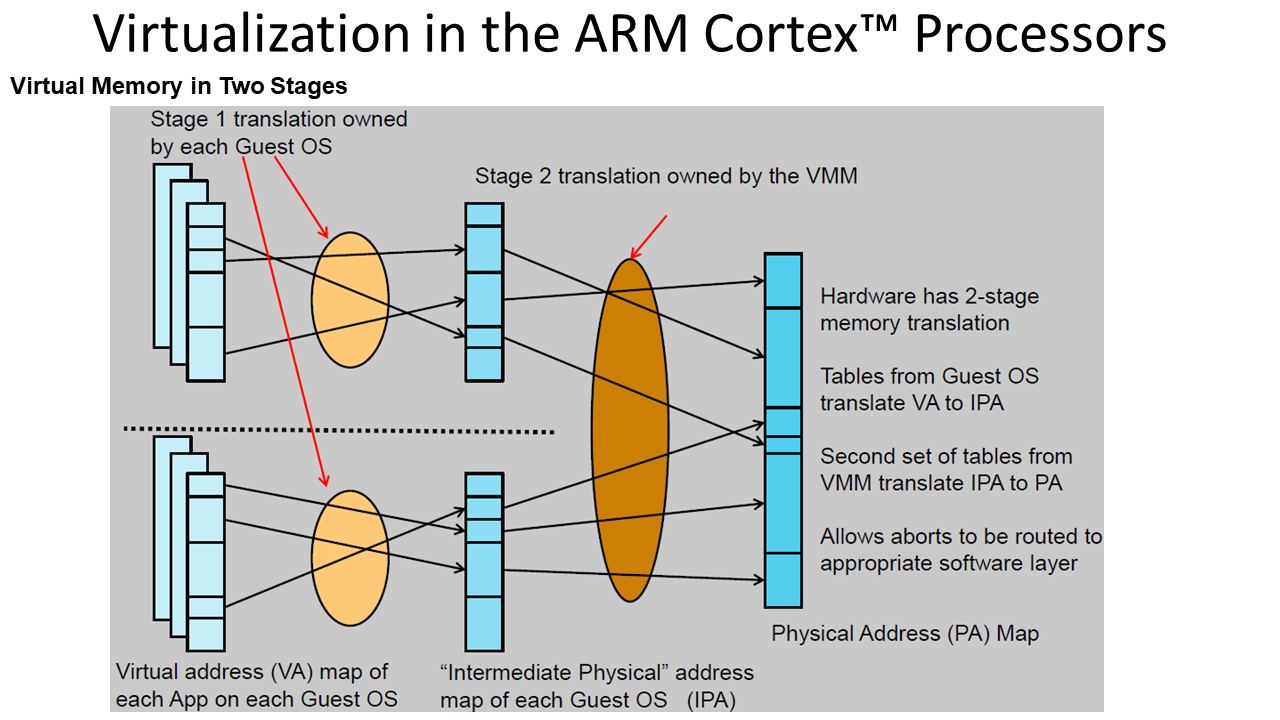 Virtualization in the ARM Cortex™ Processors
Virtual Memory in Two Stages
Stage 1 translation owned
by each Guest OS
Stage 2 translation owned by the VMM
Hardware has 2-stage
memory translation
Tables from Guest OS
translate VA to IPA
Second set of tables from
VMM translate IPA to PA
Allows aborts to be routed to
appropriate software layer
Physical Address (PA) Map
Virtual address (VA) map of
each App on each Guest OS
“Intermediate Physical” address
map of each Guest OS (IPA)